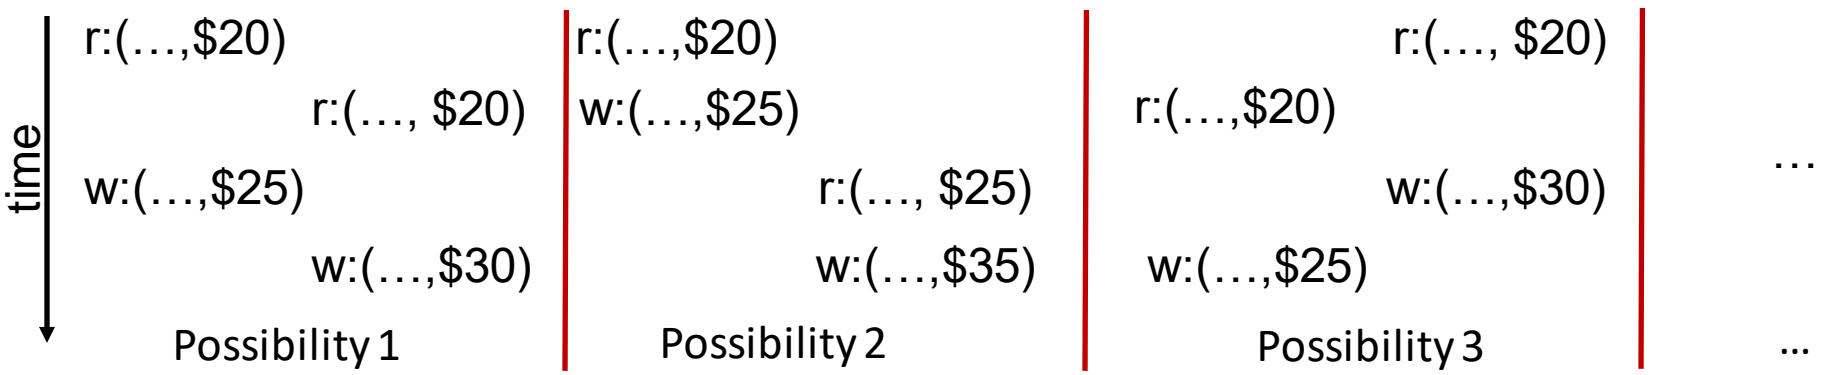 time
r:(…,$20)
r:(…, $20)
w:(…,$25)
w:(…,$30)
Possibility 1
r:(…,$20)
w:(…,$25)
r:(…, $25)
w:(…,$35)
Possibility 2
r:(…, $20)
r:(…,$20)
w:(…,$30)
w:(…,$25)
Possibility 3
…
...